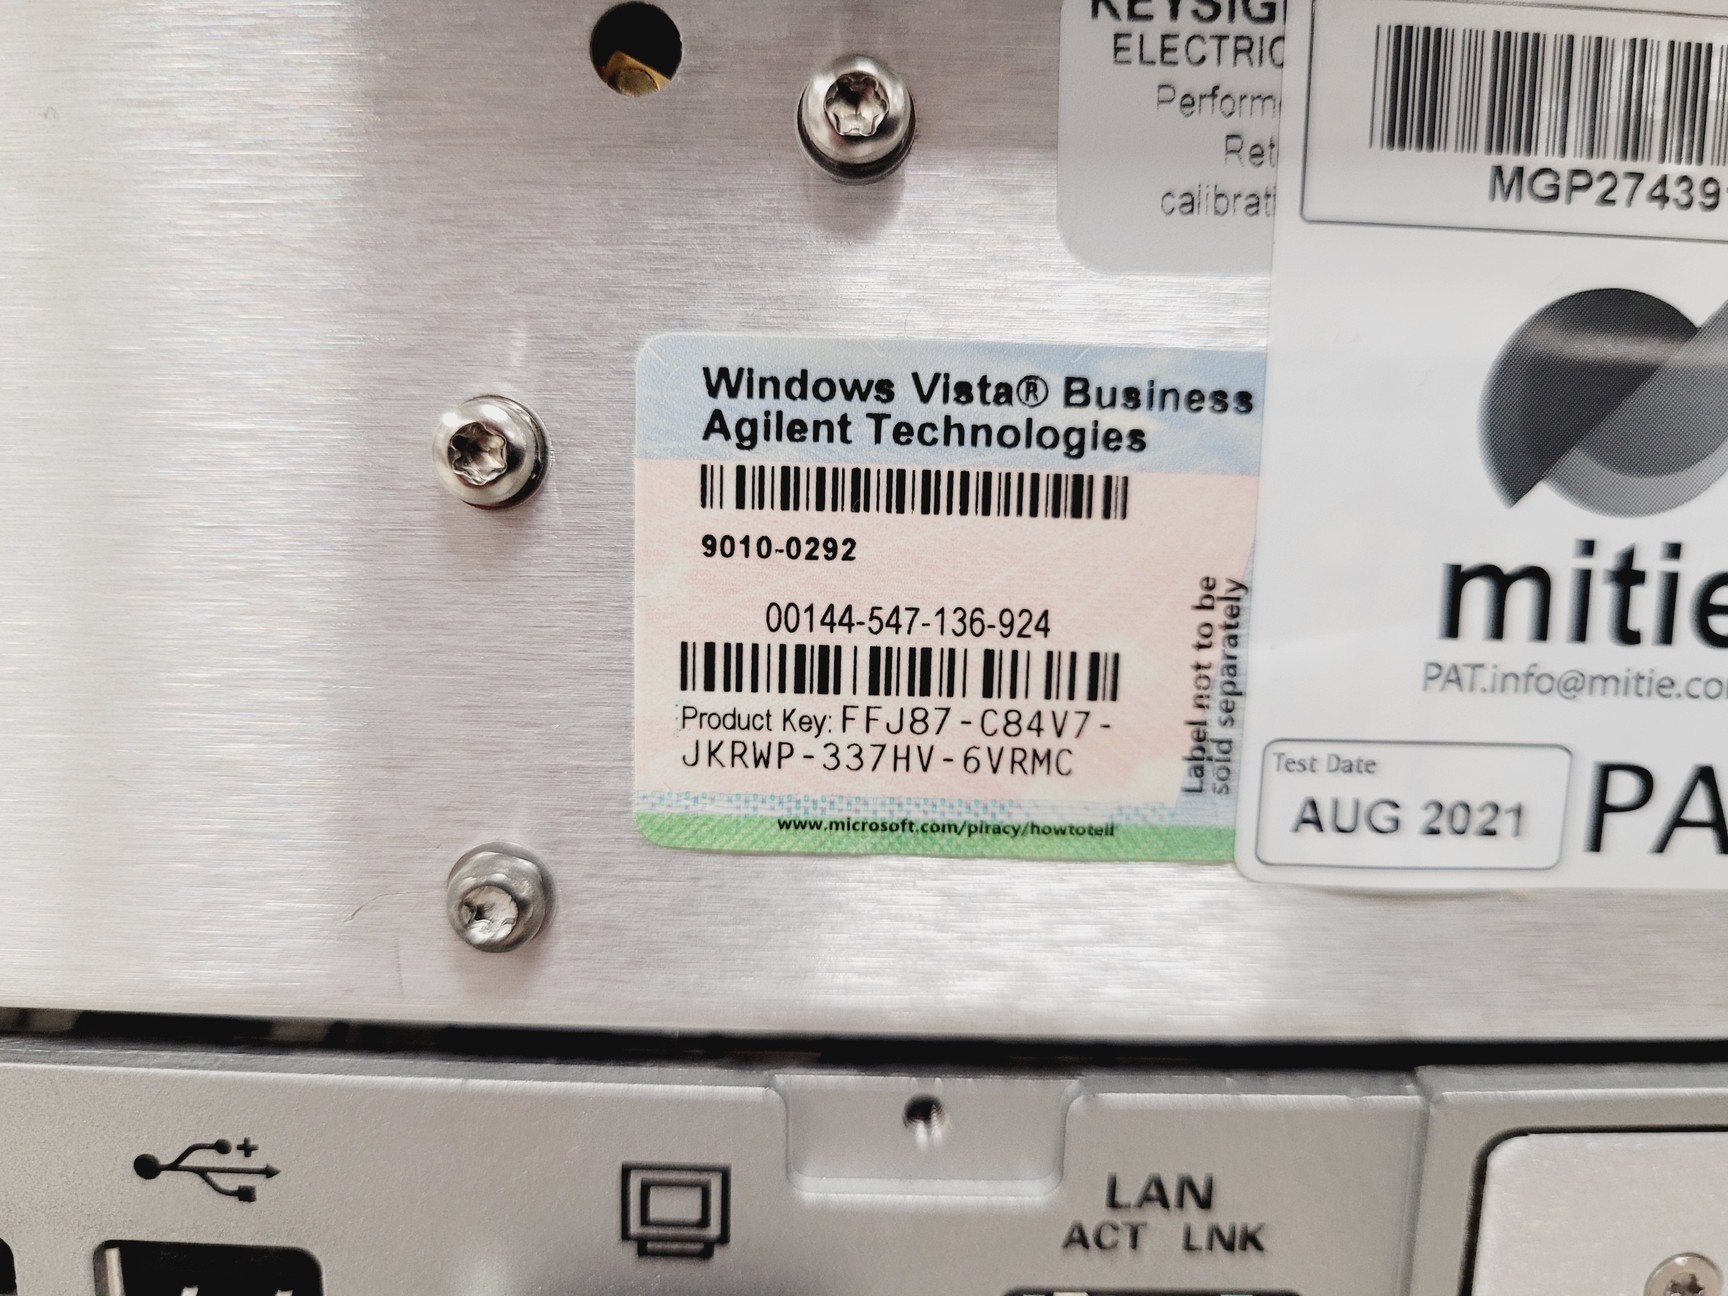 KEYSIG
ELECTRIC
Perform
Ret
calibrati
MGP27439
Windows Vista® Business
Agilent Technologies
9010-0292
00144-547-136-924
Product Key: FFJ87-C84V7-
JKRWP-337HV-6VRMC
Label not to be
sold separately
www.microsoft.com/piracy/howtotell
mitie
PAT.info@mitie.co
Test Date
AUG 2021
PA
LAN
ACT LNK